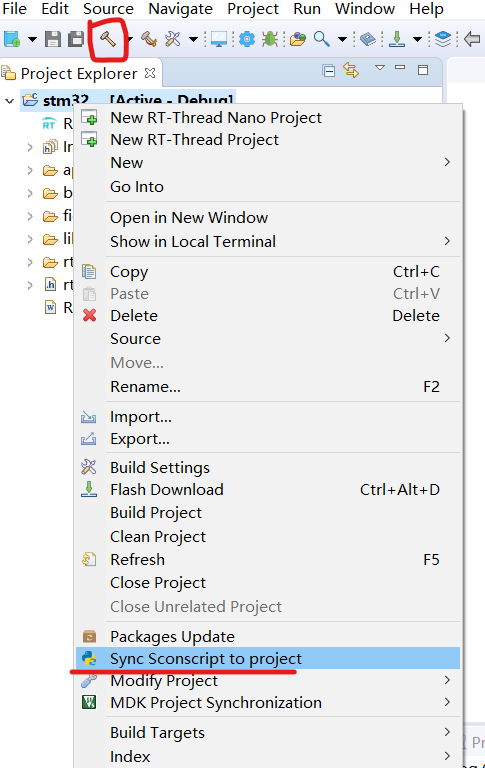 File Edit Source Navigate Project Run Window Help
Project Explorer
stm32 [Active - Debug]
New RT-Thread Nano Project
New RT-Thread Project
New
Go Into
Open in New Window
Show in Local Terminal
Copy Ctrl+C
Paste Ctrl+V
Delete Delete
Source
Move...
Rename... F2
Import...
Export...
Build Settings
Flash Download Ctrl+Alt+D
Build Project
Clean Project
Refresh F5
Close Project
Close Unrelated Project
Packages Update
Sync Sconscript to project
Modify Project
MDK Project Synchronization
Build Targets
Index